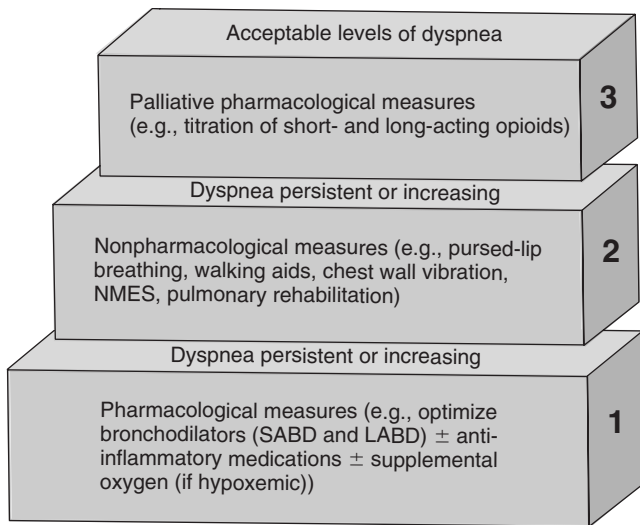 Acceptable levels of dyspnea
Palliative pharmacological measures
(e.g., titration of short- and long-acting opioids)
3
Dyspnea persistent or increasing
Nonpharmacological measures (e.g., pursed-lip
breathing, walking aids, chest wall vibration,
NMES, pulmonary rehabilitation)
2
Dyspnea persistent or increasing
Pharmacological measures (e.g., optimize
bronchodilators (SABD and LABD) ± anti-
inflammatory medications ± supplemental
oxygen (if hypoxemic))
1